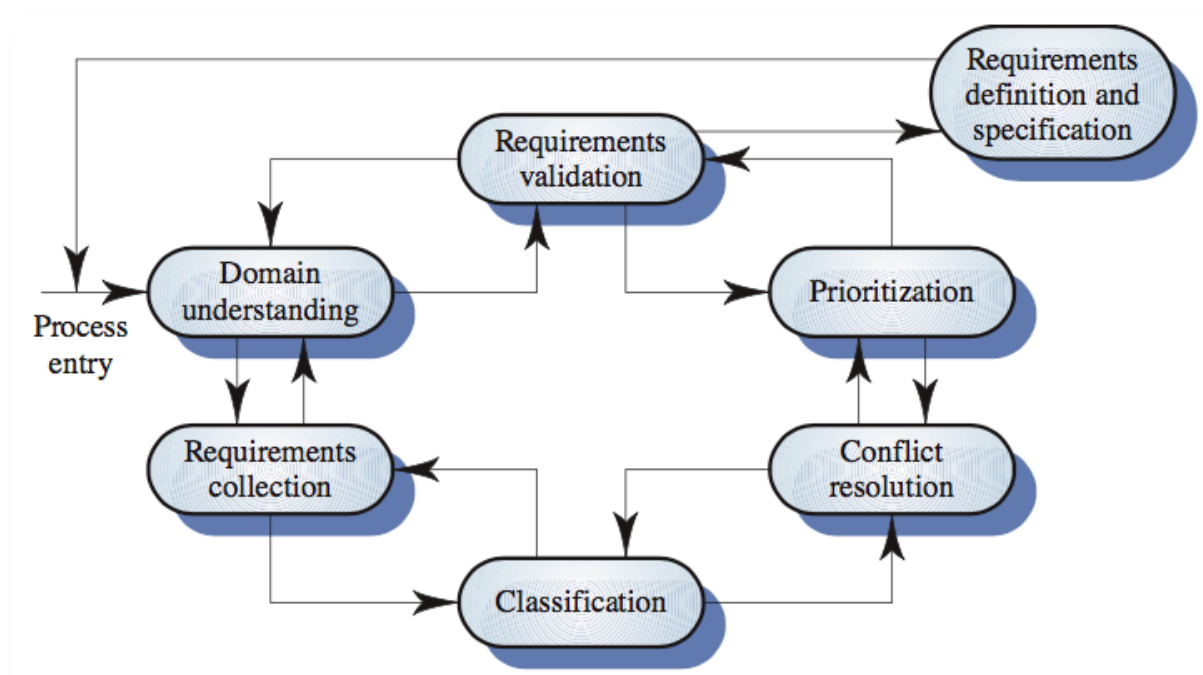 Requirements
definition and
specification
Requirements
validation
Domain
understanding
Prioritization
Process
entry
Requirements
collection
Conflict
resolution
Classification